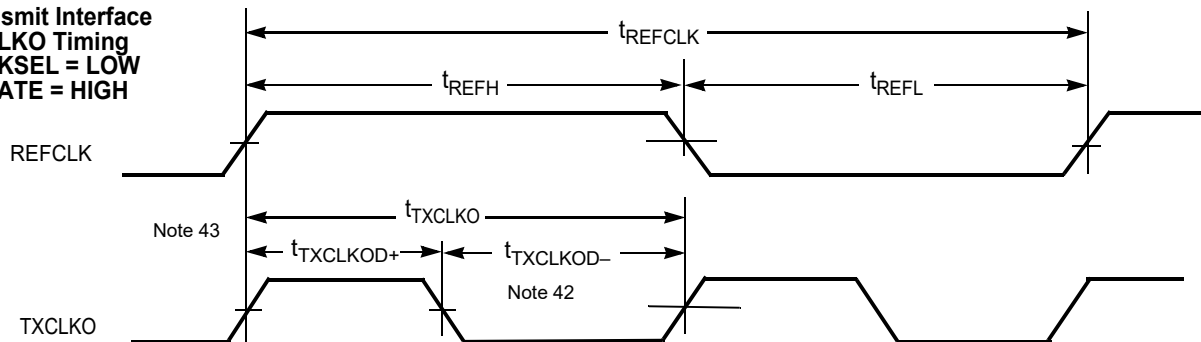 smit Interface
LKO Timing
KSEL = LOW
ATE = HIGH
tREFCLK
tREFH
tREFL
REFCLK
Note 43
tTXCLKO
tTXCLKOD+
tTXCLKOD–
Note 42
TXCLKO